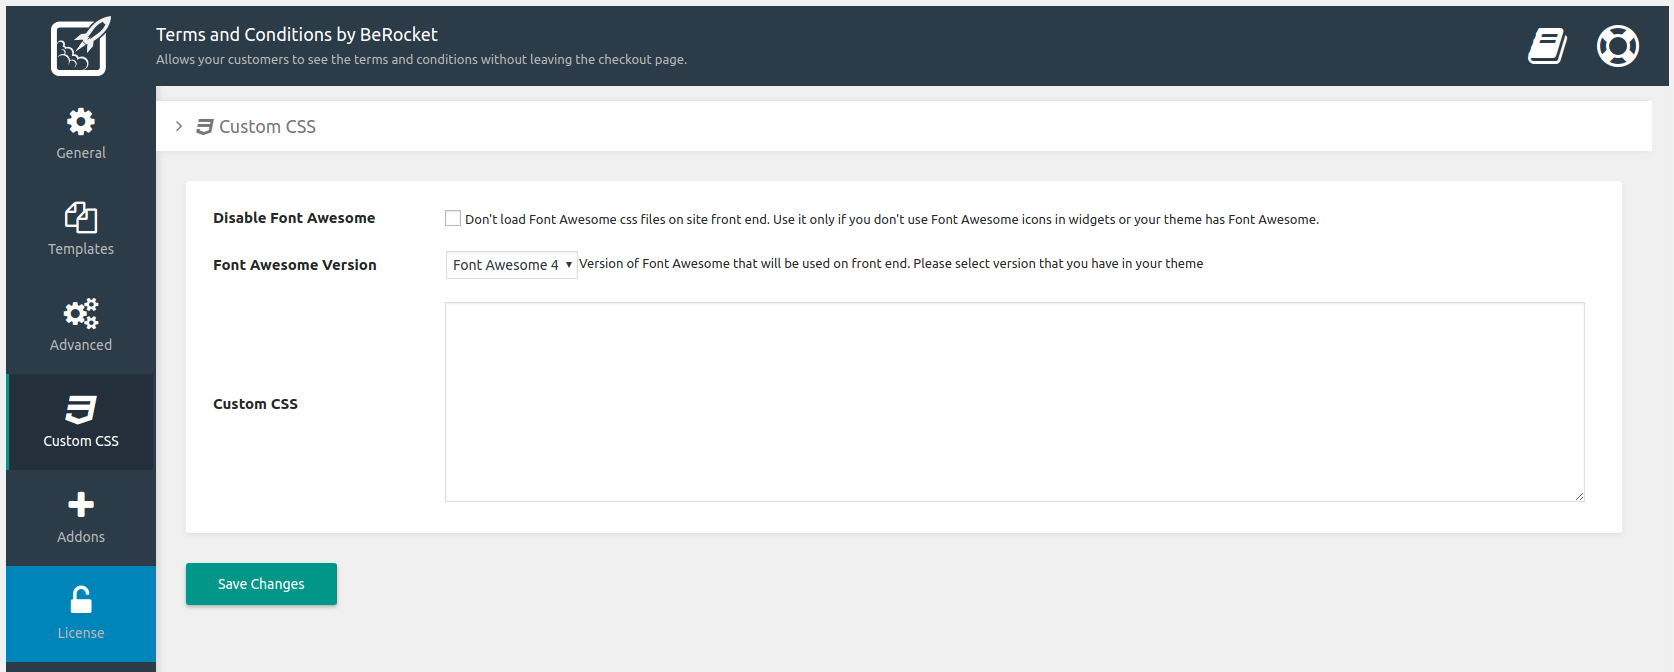 Terms and Conditions by BeRocket
Allows your customers to see the terms and conditions without leaving the checkout page.
General
Templates
Advanced
Custom CSS
Addons
License
Custom CSS
Disable Font Awesome
Don't load Font Awesome css files on site front end. Use it only if you don't use Font Awesome icons in widgets or your theme has Font Awesome.
Font Awesome Version
Font Awesome 4 Version of Font Awesome that will be used on front end. Please select version that you have in your theme
Custom CSS
Save Changes